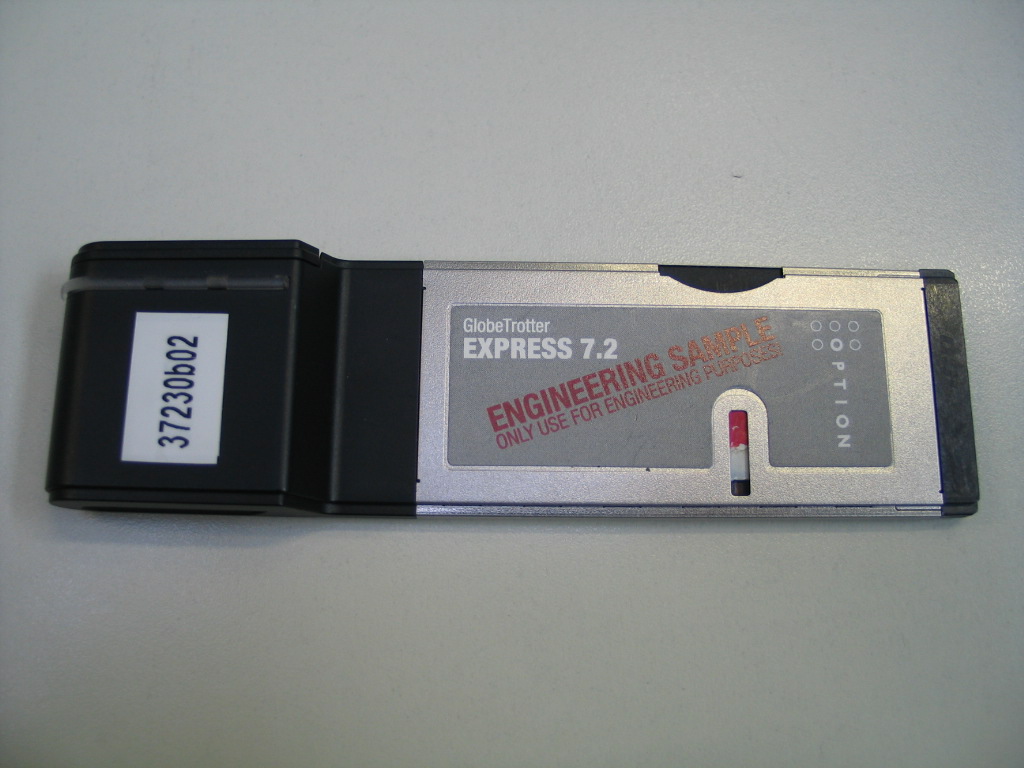 37230b02
GlobeTrotter
EXPRESS 7.2
ENGINEERING SAMPLE
ONLY USE FOR ENGINEERING PURPOSES!
OPTION